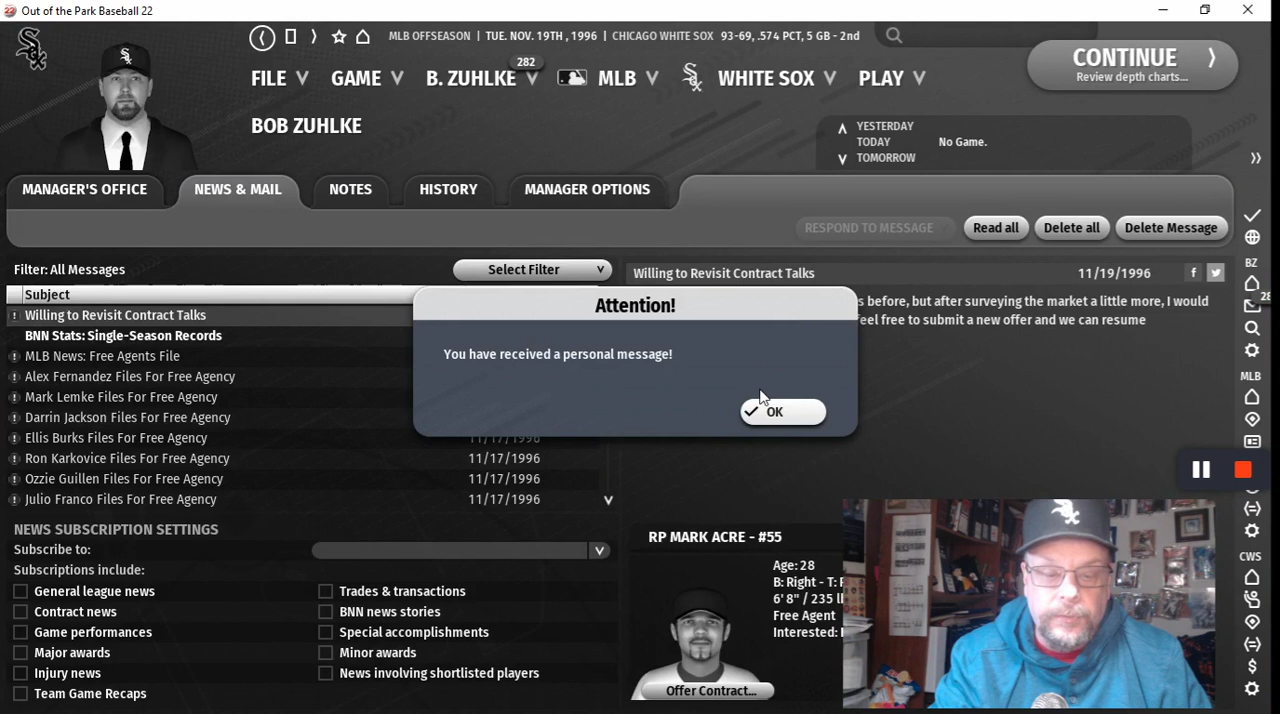 Out of the Park Baseball 22
MLB OFFSEASON | TUE. NOV. 19TH , 1996 | CHICAGO WHITE SOX 93-69, .574 PCT, 5 GB - 2nd
CONTINUE
Review depth charts...
282
FILE GAME B. ZUHLKE MLB WHITE SOX PLAY
BOB ZUHLKE
YESTERDAY
TODAY No Game.
TOMORROW
MANAGER'S OFFICE NEWS & MAIL NOTES HISTORY MANAGER OPTIONS
RESPOND TO MESSAGE Read all Delete all Delete Message
Filter: All Messages Select Filter
Willing to Revisit Contract Talks 11/19/1996
BZ
Subject
28
Attention!
s before, but after surveying the market a little more, I would
feel free to submit a new offer and we can resume
You have received a personal message!
OK
Willing to Revisit Contract Talks
BNN Stats: Single-Season Records
MLB News: Free Agents File
Alex Fernandez Files For Free Agency
Mark Lemke Files For Free Agency
Darrin Jackson Files For Free Agency
Ellis Burks Files For Free Agency 11/17/1996
Ron Karkovice Files For Free Agency 11/17/1996
Ozzie Guillen Files For Free Agency 11/17/1996
Julio Franco Files For Free Agency 11/17/1996
MLB
NEWS SUBSCRIPTION SETTINGS
Subscribe to:
Subscriptions include:
General league news Trades & transactions
Contract news BNN news stories
Game performances Special accomplishments
Major awards Minor awards
Injury news News involving shortlisted players
Team Game Recaps
RP MARK ACRE - #55
Age: 28
B: Right - T:
6' 8" / 235
Free Agent
Interested:
Offer Contract...
CWS